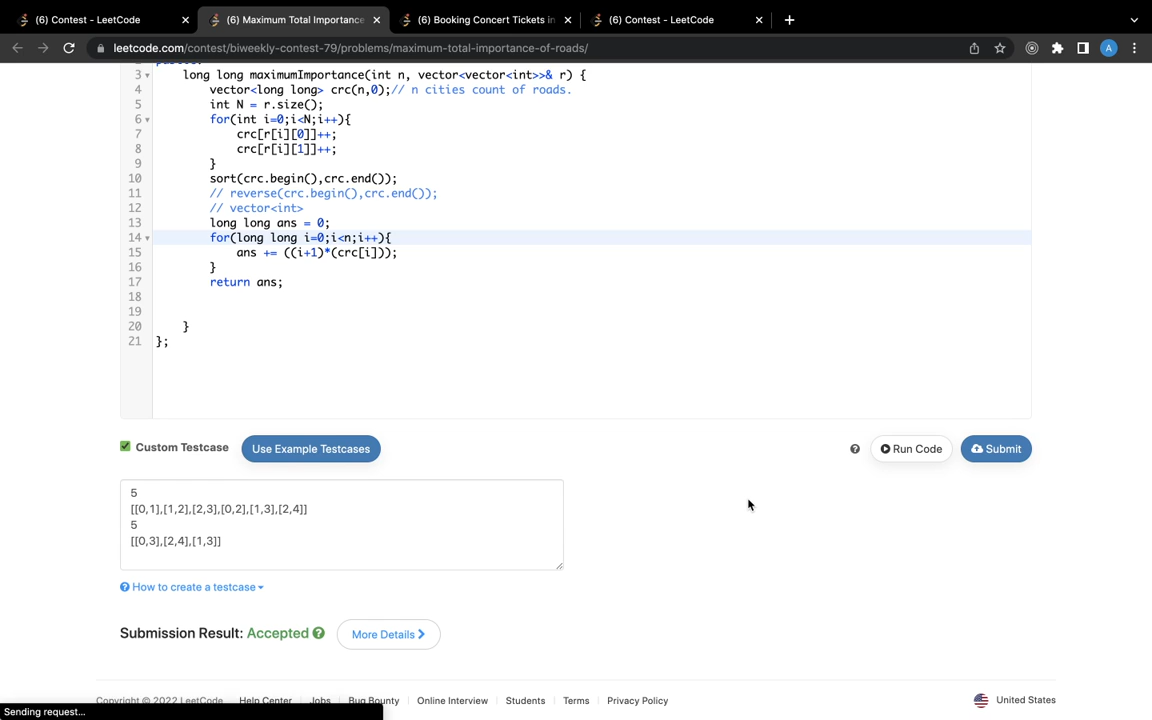 (6) Contest - LeetCode
(6) Maximum Total Importance
(6) Booking Concert Tickets in
(6) Contest - LeetCode
leetcode.com/contest/biweekly-contest-79/problems/maximum-total-importance-of-roads/
A
3 long long maximumImportance(int n, vector<vector<int>>& r) {
4 vector<long long> crc(n,0);// n cities count of roads.
5 int N = r.size();
6 for(int i=0;i<N;i++){
7 crc[r[i][0]]++;
8 crc[r[i][1]]++;
9 }
10 sort(crc.begin(),crc.end());
11 // reverse(crc.begin(),crc.end());
12 // vector<int>
13 long long ans = 0;
14 for(long long i=0;i<n;i++){
15 ans += ((i+1)*(crc[i]));
16 }
17 return ans;
18
19
20 }
21 };
Custom Testcase
Use Example Testcases
Run Code
Submit
5
[[0,1],[1,2],[2,3],[0,2],[1,3],[2,4]]
5
[[0,3],[2,4],[1,3]]
How to create a testcase
Submission Result: Accepted
More Details
Copyright © 2022 LeetCode Help Center Jobs Bug Bounty Online Interview Students Terms Privacy Policy United States
Sending request...